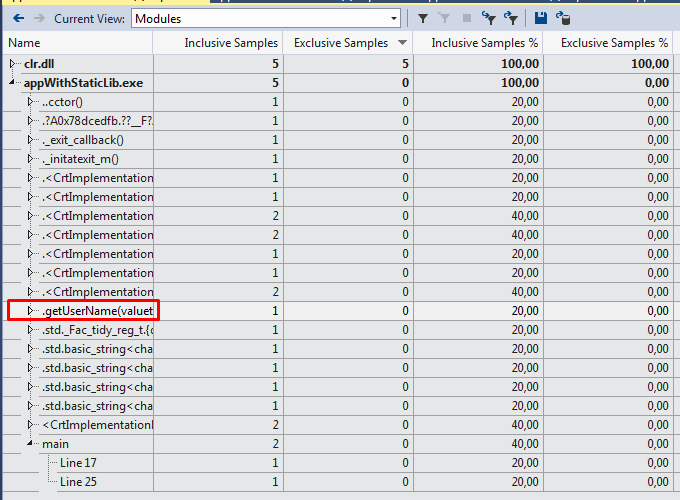 Current View: Modules
Name Inclusive Samples Exclusive Samples Inclusive Samples % Exclusive Samples %
clr.dll 5 5 100,00 100,00
appWithStaticLib.exe 5 0 100,00 0,00
..cctor() 1 0 20,00 0,00
.?A0x78dcedfb.??__F? 1 0 20,00 0,00
._exit_callback() 1 0 20,00 0,00
._initatexit_m() 1 0 20,00 0,00
.<CrtImplementation 1 0 20,00 0,00
.<CrtImplementation 1 0 20,00 0,00
.<CrtImplementation 2 0 40,00 0,00
.<CrtImplementation 2 0 40,00 0,00
.<CrtImplementation 1 0 20,00 0,00
.<CrtImplementation 1 0 20,00 0,00
.<CrtImplementation 2 0 40,00 0,00
.getUserName(valuet 1 0 20,00 0,00
.std._Fac_tidy_reg_t.{d 1 0 20,00 0,00
.std.basic_string<cha 1 0 20,00 0,00
.std.basic_string<cha 1 0 20,00 0,00
.std.basic_string<cha 1 0 20,00 0,00
.std.basic_string<cha 1 0 20,00 0,00
<CrtImplementationI 2 0 40,00 0,00
main 2 0 40,00 0,00
Line 17 1 0 20,00 0,00
Line 25 1 0 20,00 0,00